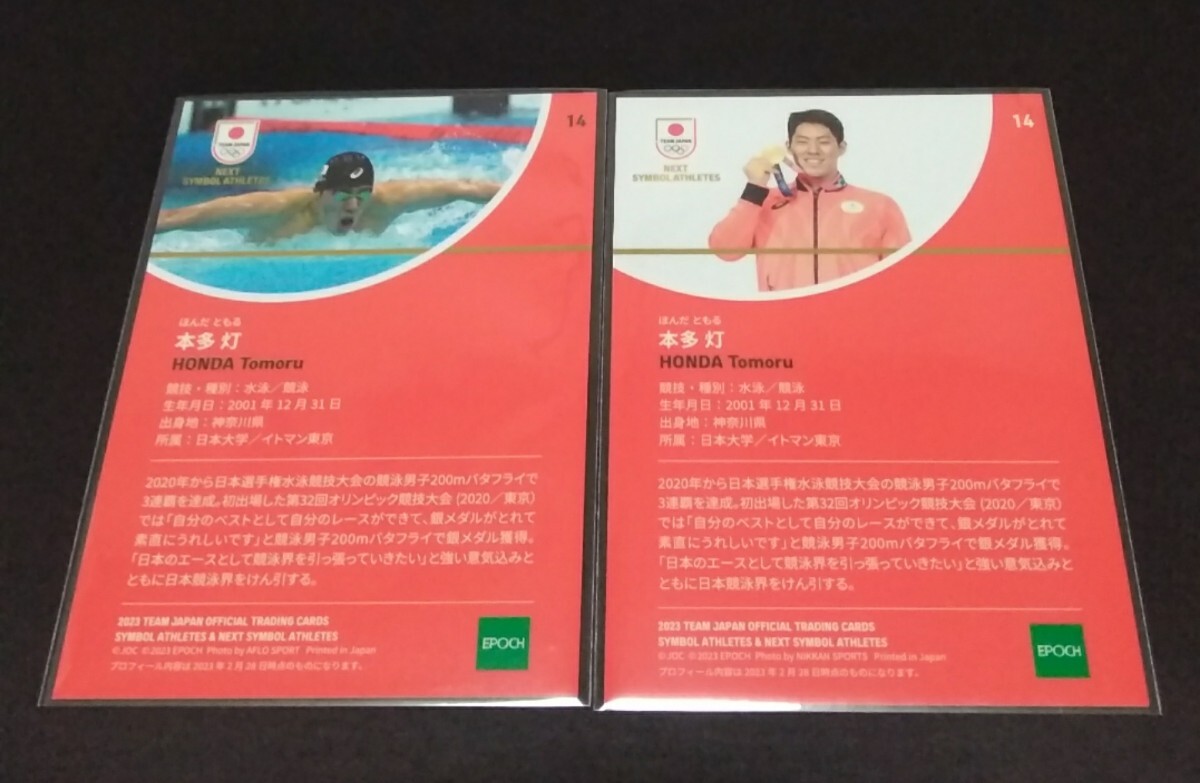 14
TEAM JAPAN
NEXT
SYMBOL ATHLETES
ほんだ ともる
本多 灯
HONDA Tomoru
競技・種別：水泳／競泳
生年月日：2001 年 12 月 31 日
出身地：神奈川県
所属：日本大学／イトマン東京
2020年から日本選手権水泳競技大会の競泳男子200mバタフライで
3連覇を達成。初出場した第32回オリンピック競技大会 (2020／東京)
では「自分のベストとして自分のレースができて、銀メダルがとれて
素直にうれしいです」と競泳男子200mバタフライで銀メダル獲得。
「日本のエースとして競泳界を引っ張っていきたい」と強い意気込みと
ともに日本競泳界をけん引する。
2023 TEAM JAPAN OFFICIAL TRADING CARDS
SYMBOL ATHLETES & NEXT SYMBOL ATHLETES
© JOC ©2023 EPOCH Photo by AFLO SPORT Printed in Japan
プロフィール内容は 2023 年 2 月 28 日時点のものになります。
EPOCH
14
TEAM JAPAN
NEXT
SYMBOL ATHLETES
ほんだ ともる
本多 灯
HONDA Tomoru
競技・種別：水泳／競泳
生年月日：2001 年 12 月 31 日
出身地：神奈川県
所属：日本大学／イトマン東京
2020年から日本選手権水泳競技大会の競泳男子200mバタフライで
3連覇を達成。初出場した第32回オリンピック競技大会 (2020／東京)
では「自分のベストとして自分のレースができて、銀メダルがとれて
素直にうれしいです」と競泳男子200mバタフライで銀メダル獲得。
「日本のエースとして競泳界を引っ張っていきたい」と強い意気込みと
ともに日本競泳界をけん引する。
2023 TEAM JAPAN OFFICIAL TRADING CARDS
SYMBOL ATHLETES & NEXT SYMBOL ATHLETES
© JOC ©2023 EPOCH Photo by NIKKAN SPORTS Printed in Japan
プロフィール内容は 2023 年 2 月 28 日時点のものになります。
EPOCH